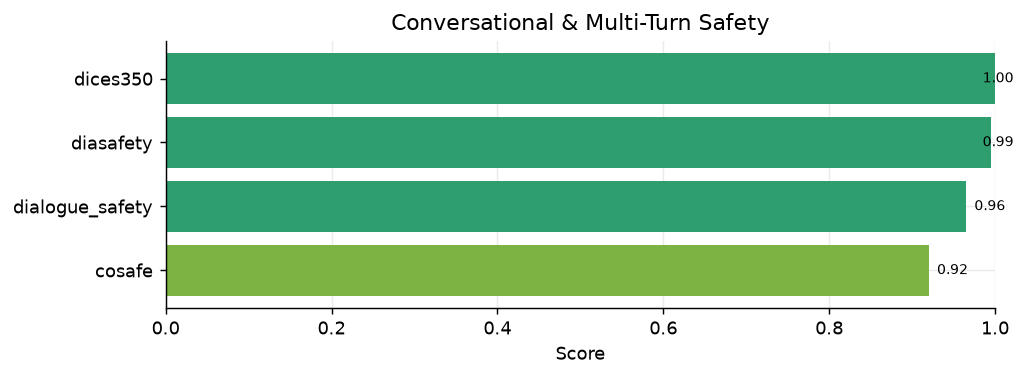 Conversational & Multi-Turn Safety
dices350 1.00
diasafety 0.99
dialogue_safety 0.96
cosafe 0.92
0.0 0.2 0.4 0.6 0.8 1.0
Score